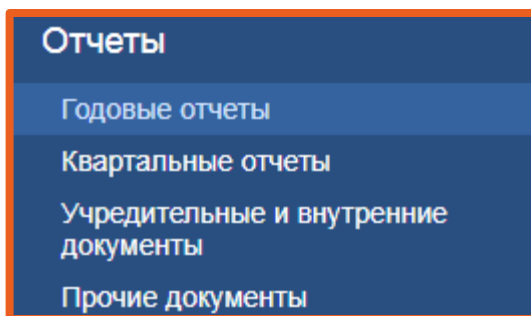 Отчеты
Годовые отчеты
Квартальные отчеты
Учредительные и внутренние
документы
Прочие документы